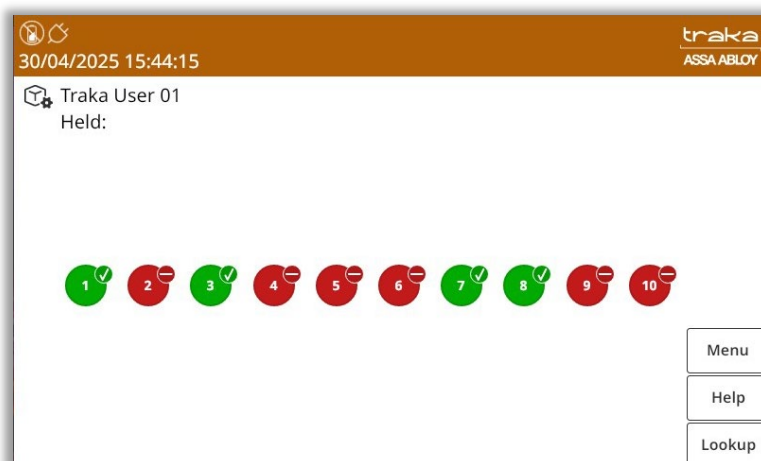 traka
30/04/2025 15:44:15
ASSA ABLOY
Traka User 01
Held:
1 2 3 4 5 6 7 8 9 10
Menu
Help
Lookup